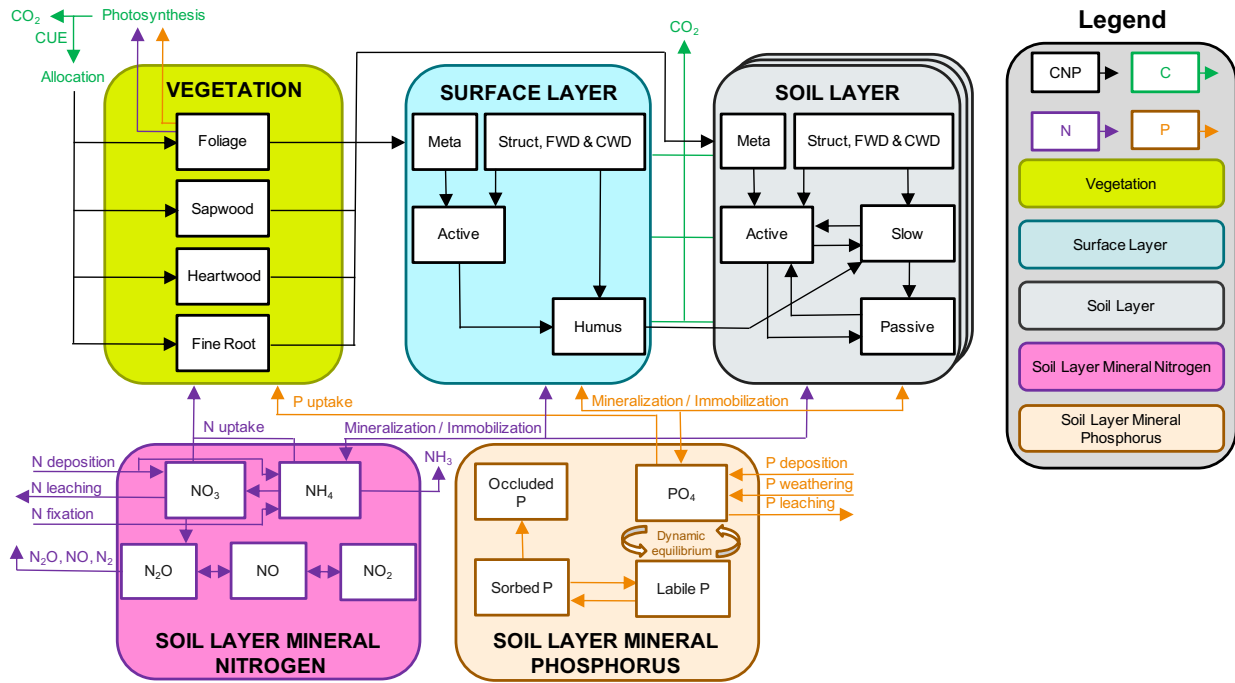 CO₂
Photosynthesis
CUE
Allocation
VEGETATION
Foliage
Sapwood
Heartwood
Fine Root
SURFACE LAYER
Meta
Struct, FWD & CWD
Active
Humus
CO₂
SOIL LAYER
Meta
Struct, FWD & CWD
Active
Slow
Passive
P uptake
Mineralization / Immobilization
N uptake
Mineralization / Immobilization
N deposition
N leaching
N fixation
NO₃
NH₄
NH₃
N₂O, NO, N₂
N₂O
NO
NO₂
SOIL LAYER MINERAL
NITROGEN
Occluded
P
PO₄
P deposition
P weathering
P leaching
Dynamic
equilibrium
Sorbed P
Labile P
SOIL LAYER MINERAL
PHOSPHORUS
Legend
CNP
C
N
P
Vegetation
Surface Layer
Soil Layer
Soil Layer Mineral Nitrogen
Soil Layer Mineral
Phosphorus